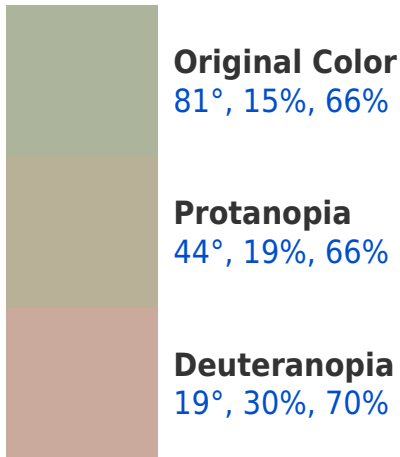 Original Color
81°, 15%, 66%
Protanopia
44°, 19%, 66%
Deuteranopia
19°, 30%, 70%